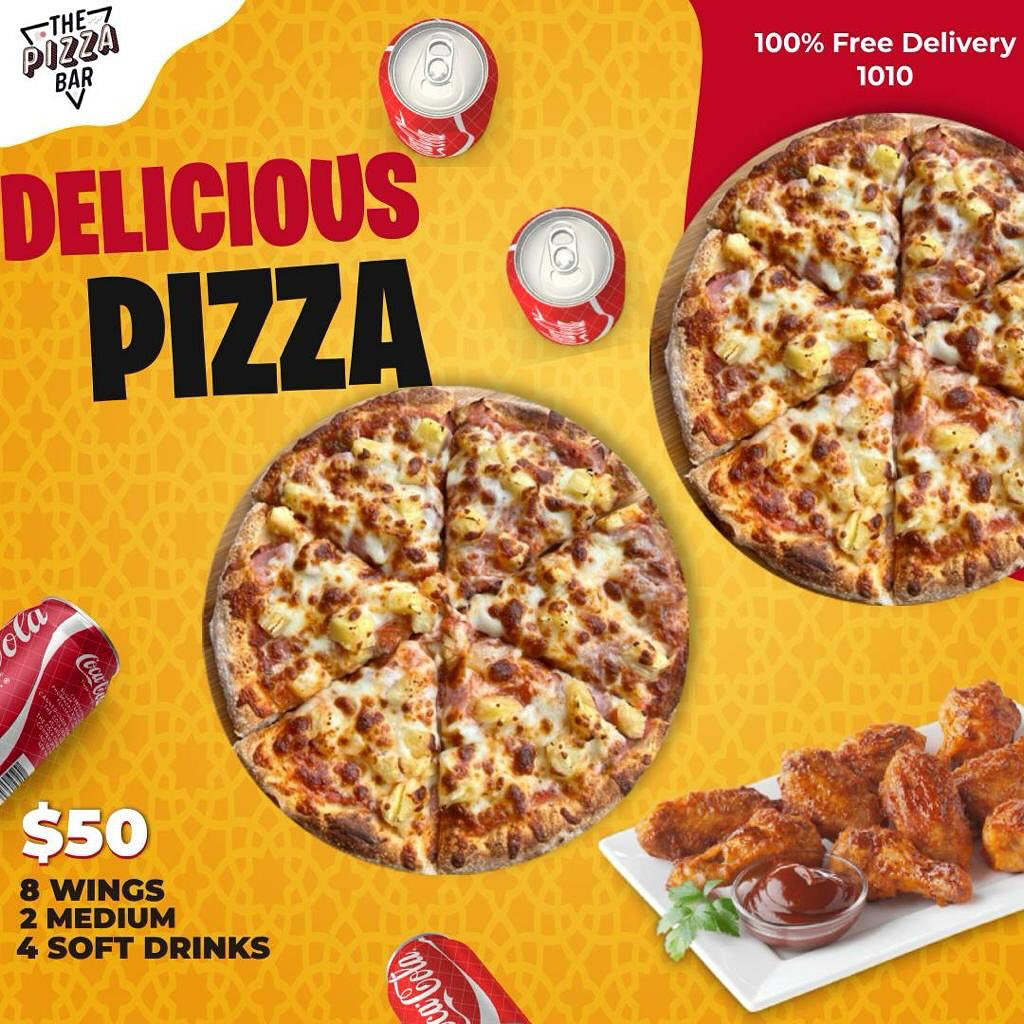 THE
PIZZA
BAR
100% Free Delivery
1010
DELICIOUS
PIZZA
Cola
Coca-Cola
$50
8 WINGS
2 MEDIUM
4 SOFT DRINKS
Coca-Cola